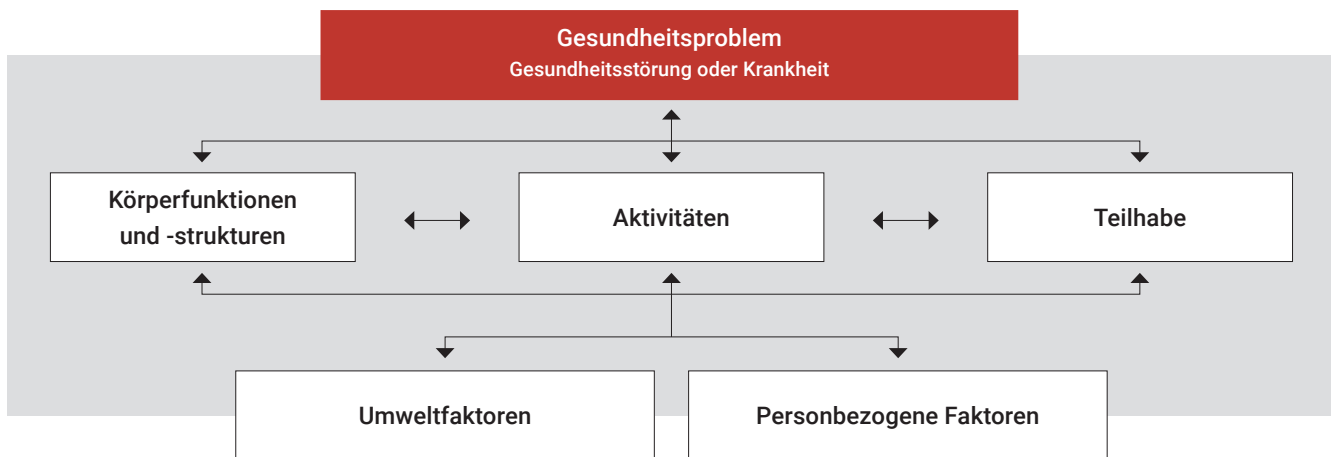 Gesundheitsproblem
Gesundheitsstörung oder Krankheit
Körperfunktionen
und -strukturen
Aktivitäten
Teilhabe
Umweltfaktoren
Personbezogene Faktoren